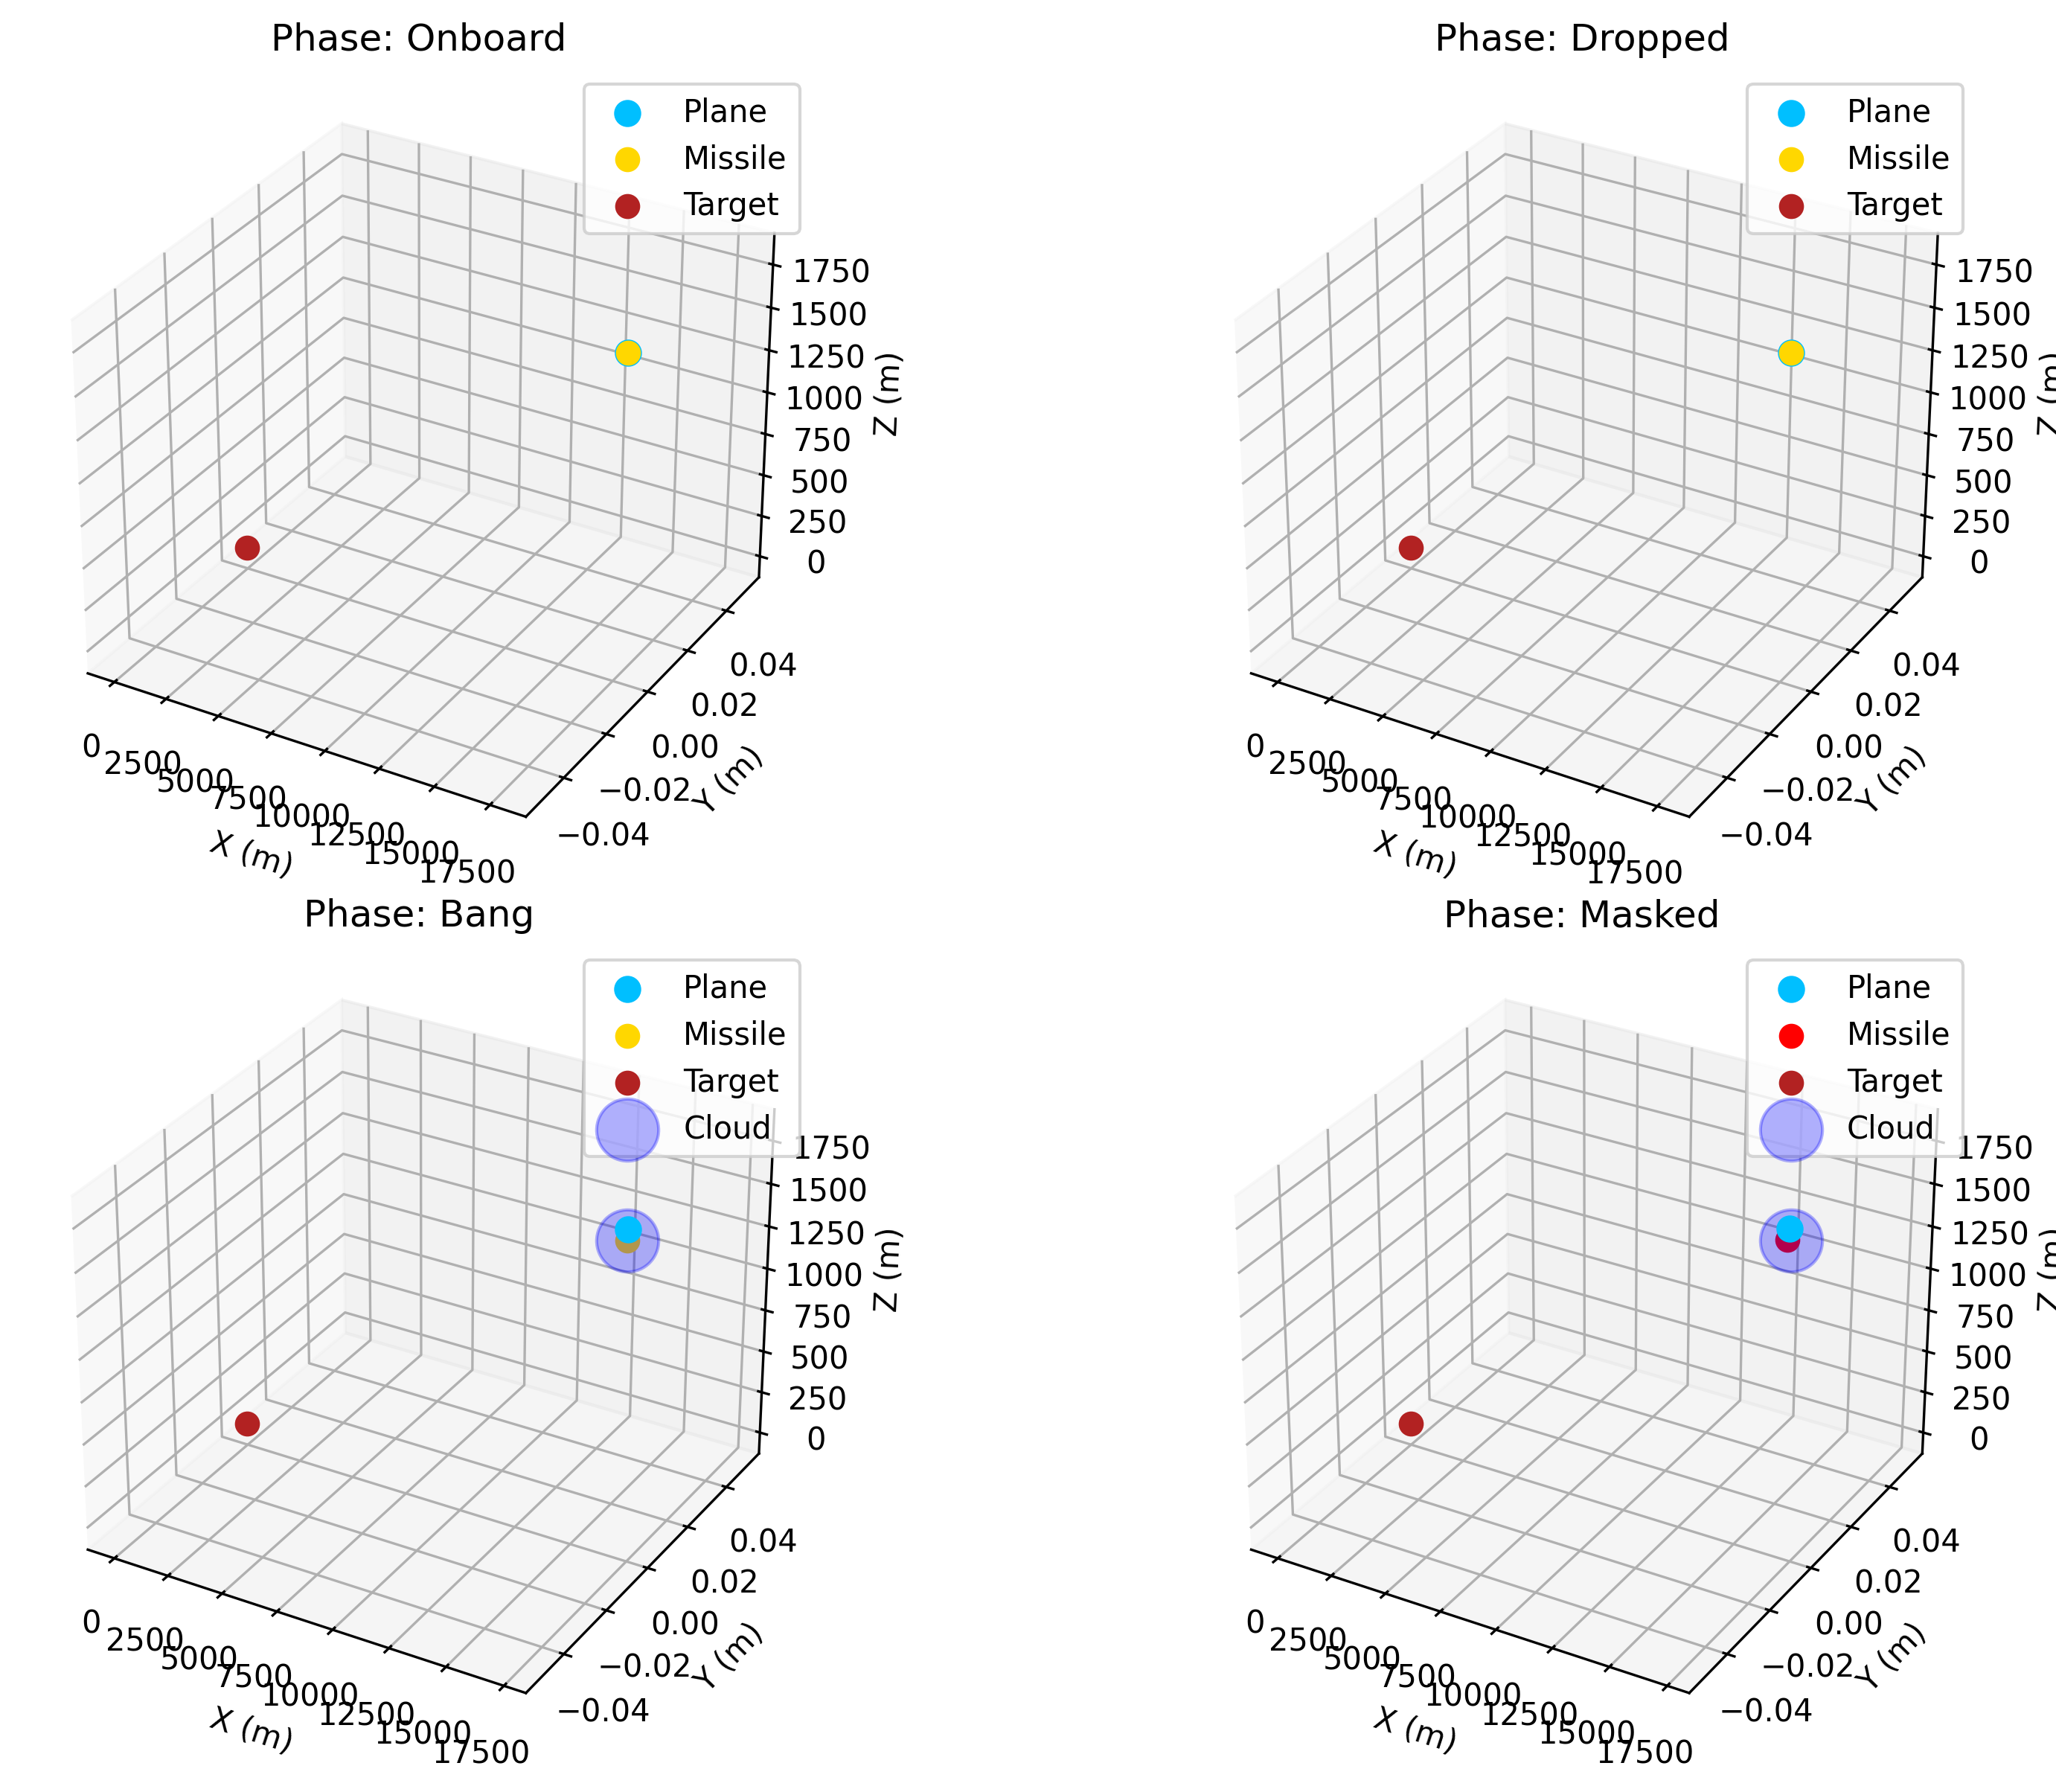 Phase: Onboard
Plane
Missile
Target
1750
1500
1250
1000
750
500
250
0
Z (m)
0.04
0.02
0.00
−0.02
−0.04
Y (m)
0
2500
5000
7500
10000
12500
15000
17500
X (m)
Phase: Dropped
Plane
Missile
Target
1750
1500
1250
1000
750
500
250
0
Z (m)
0.04
0.02
0.00
−0.02
−0.04
Y (m)
0
2500
5000
7500
10000
12500
15000
17500
X (m)
Phase: Bang
Plane
Missile
Target
Cloud
1750
1500
1250
1000
750
500
250
0
Z (m)
0.04
0.02
0.00
−0.02
−0.04
Y (m)
0
2500
5000
7500
10000
12500
15000
17500
X (m)
Phase: Masked
Plane
Missile
Target
Cloud
1750
1500
1250
1000
750
500
250
0
Z (m)
0.04
0.02
0.00
−0.02
−0.04
Y (m)
0
2500
5000
7500
10000
12500
15000
17500
X (m)